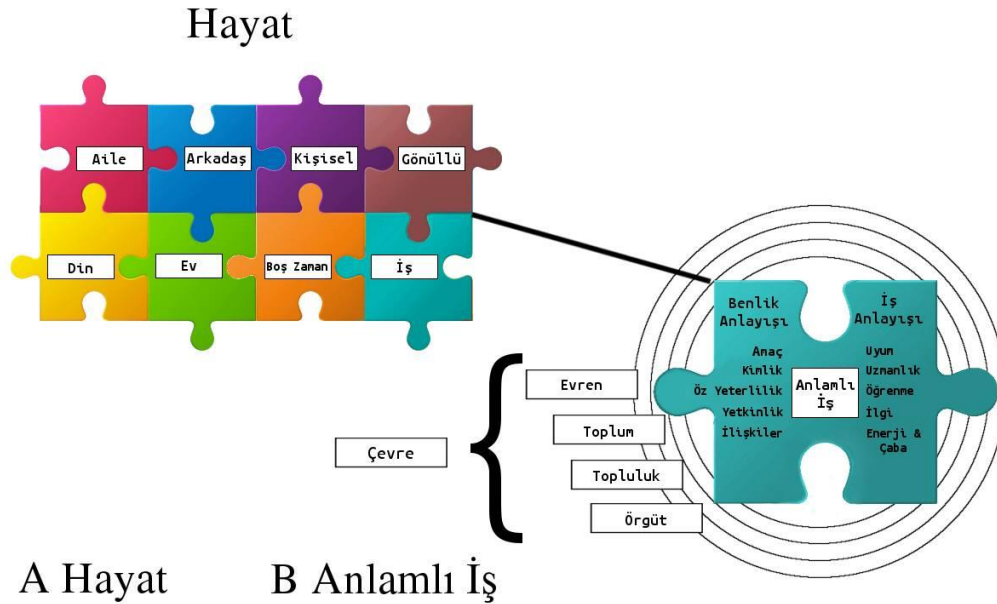 Hayat
Aile
Arkadaş
Kişisel
Gönüllü
Din
Ev
Boş Zaman
İş
Benlik
Anlayışı
Amaç
Kimlik
Öz Yeterlilik
Yetkinlik
İlişkiler
Anlamlı
İş
İş
Anlayışı
Uyum
Uzmanlık
Öğrenme
İlgi
Enerji &
Çaba
Çevre
Evren
Toplum
Topluluk
Örgüt
A Hayat
B Anlamlı İş